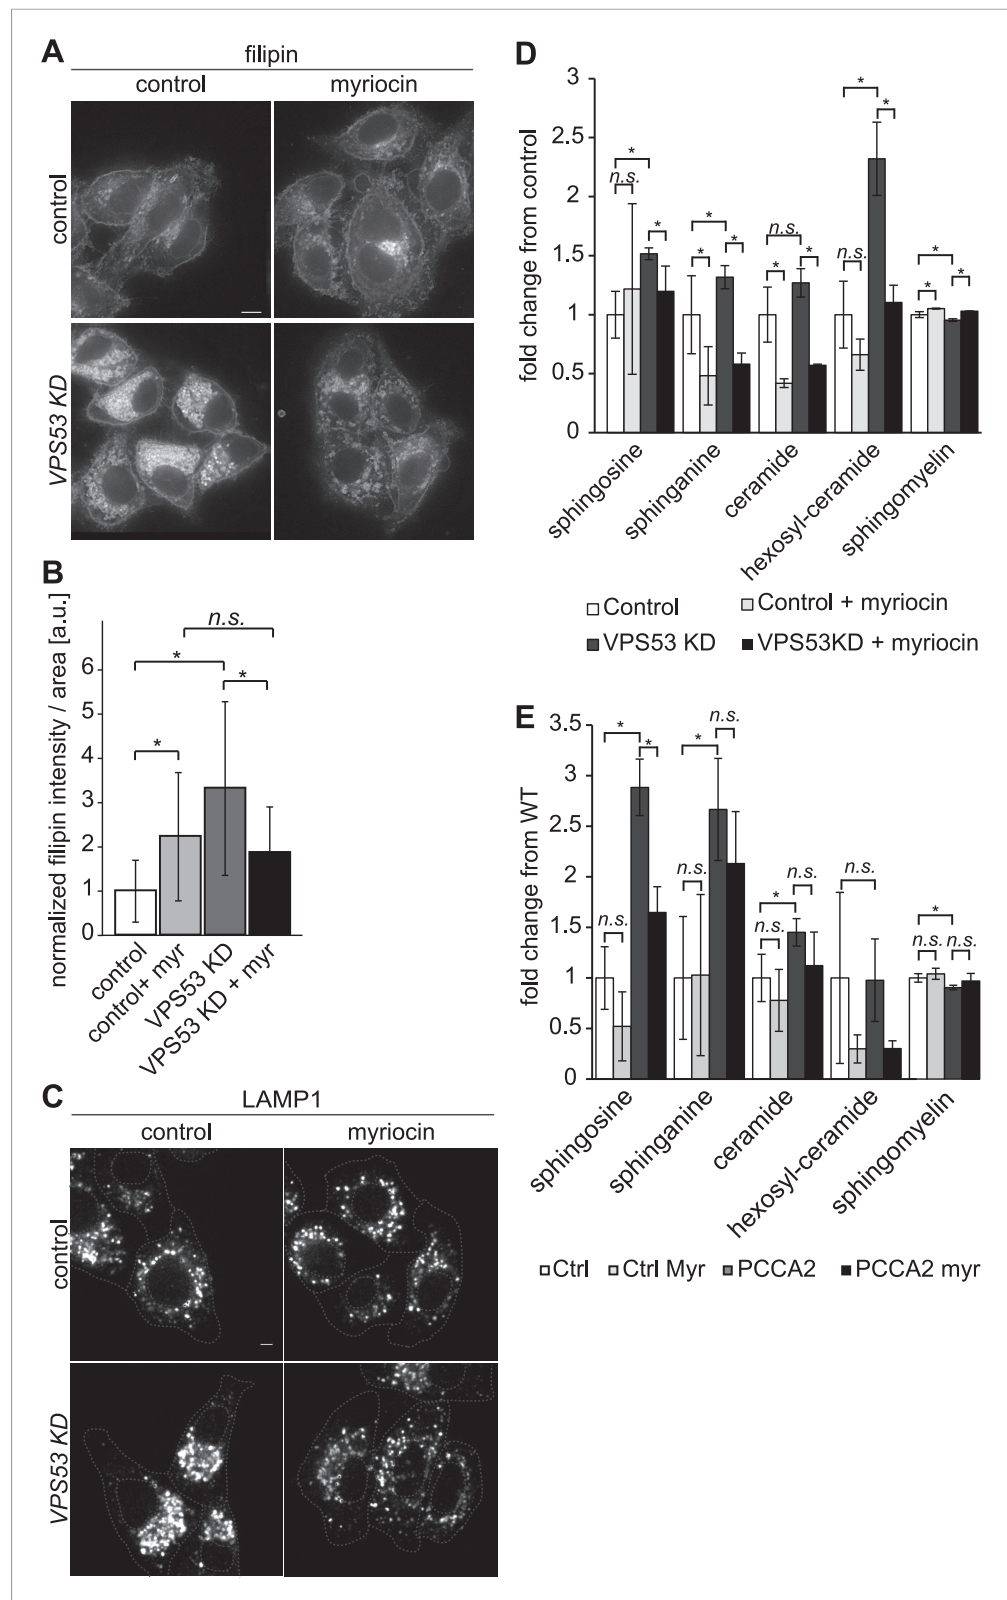 A
filipin
control
myriocin
control
VPS53 KD
B
normalized filipin intensity / area [a.u.]
6
5
4
3
2
1
0
n.s.
*
*
*
control
control+ myr
VPS53 KD
VPS53 KD + myr
C
LAMP1
control
myriocin
control
VPS53 KD
D
fold change from control
3
2.5
2
1.5
1
0.5
0
*
n.s.
*
*
*
*
n.s.
*
*
*
n.s.
*
*
*
*
sphingosine
sphinganine
ceramide
hexosyl-ceramide
sphingomyelin
Control
Control + myriocin
VPS53 KD
VPS53KD + myriocin
E
fold change from WT
3.5
3
2.5
2
1.5
1
0.5
0
*
n.s.
*
*
n.s.
n.s.
*
n.s.
n.s.
n.s.
*
n.s.
n.s.
sphingosine
sphinganine
ceramide
hexosyl-ceramide
sphingomyelin
Ctrl
Ctrl Myr
PCCA2
PCCA2 myr